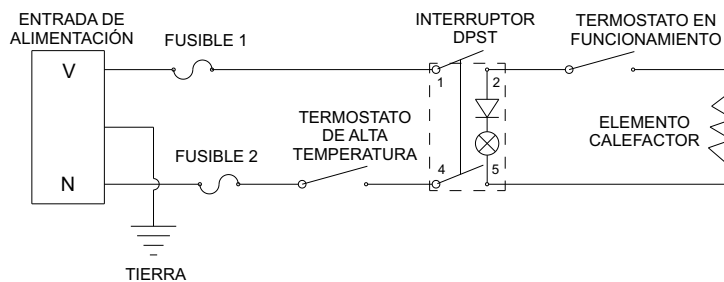 ENTRADA DE
ALIMENTACIÓN
FUSIBLE 1
INTERRUPTOR
DPST
TERMOSTATO EN
FUNCIONAMIENTO
V
1
2
TERMOSTATO
DE ALTA
TEMPERATURA
ELEMENTO
CALEFACTOR
FUSIBLE 2
N
4
5
TIERRA